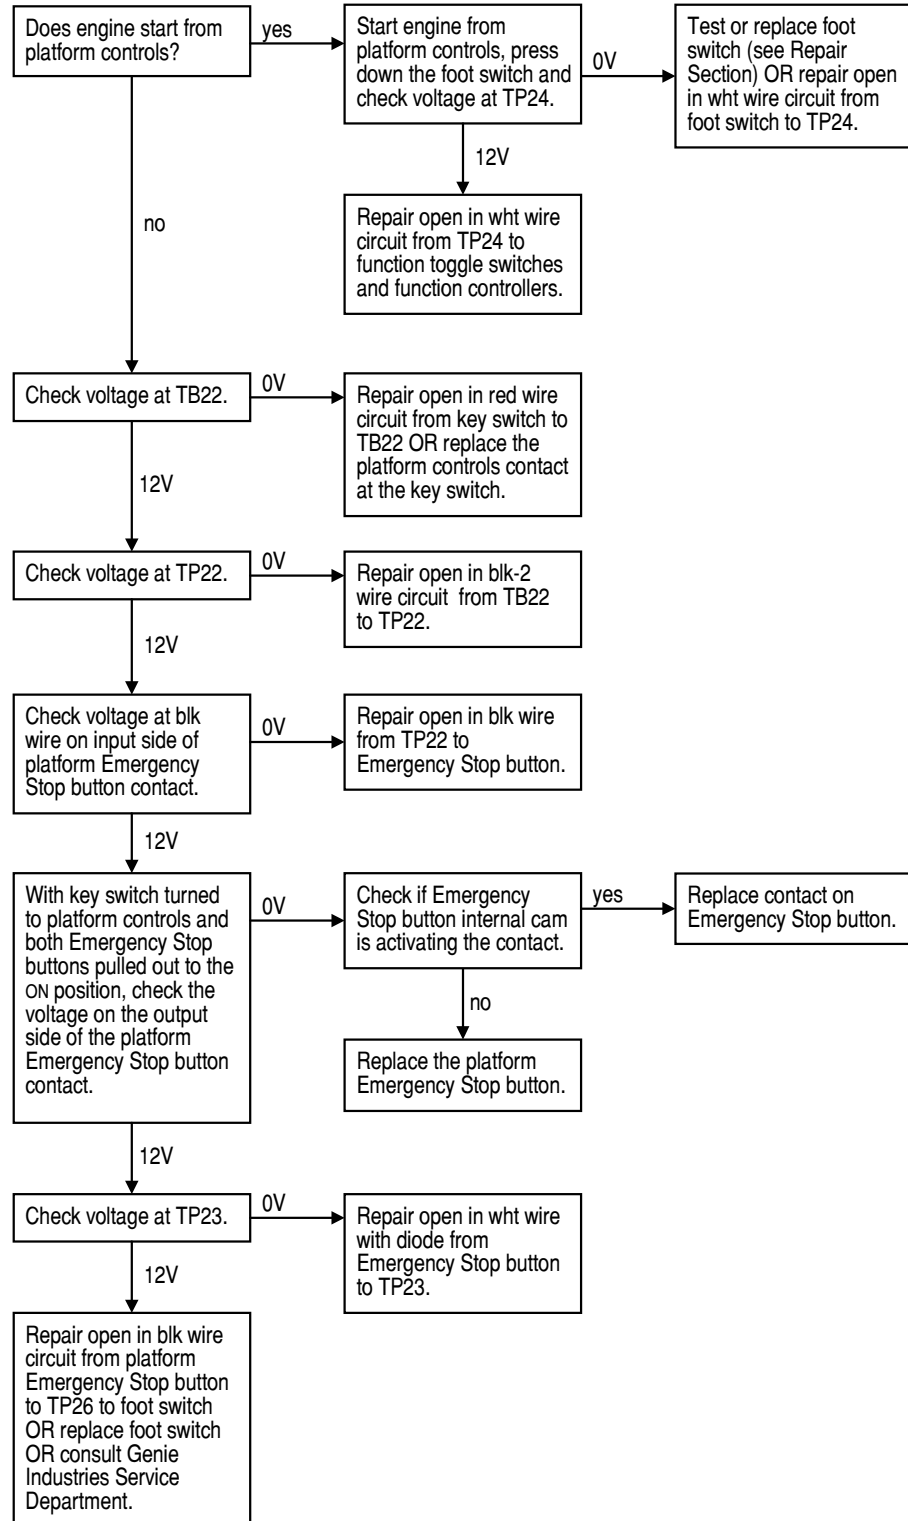 Does engine start from
platform controls?
yes
Start engine from
platform controls, press
down the foot switch and
check voltage at TP24.
0V
Test or replace foot
switch (see Repair
Section) OR repair open
in wht wire circuit from
foot switch to TP24.
12V
Repair open in wht wire
circuit from TP24 to
function toggle switches
and function controllers.
no
Check voltage at TB22.
0V
Repair open in red wire
circuit from key switch to
TB22 OR replace the
platform controls contact
at the key switch.
12V
Check voltage at TP22.
0V
Repair open in blk-2
wire circuit from TB22
to TP22.
12V
Check voltage at blk
wire on input side of
platform Emergency
Stop button contact.
0V
Repair open in blk wire
from TP22 to
Emergency Stop button.
12V
With key switch turned
to platform controls and
both Emergency Stop
buttons pulled out to the
ON position, check the
voltage on the output
side of the platform
Emergency Stop button
contact.
0V
Check if Emergency
Stop button internal cam
is activating the contact.
yes
Replace contact on
Emergency Stop button.
no
Replace the platform
Emergency Stop button.
12V
Check voltage at TP23.
0V
Repair open in wht wire
with diode from
Emergency Stop button
to TP23.
12V
Repair open in blk wire
circuit from platform
Emergency Stop button
to TP26 to foot switch
OR replace foot switch
OR consult Genie
Industries Service
Department.